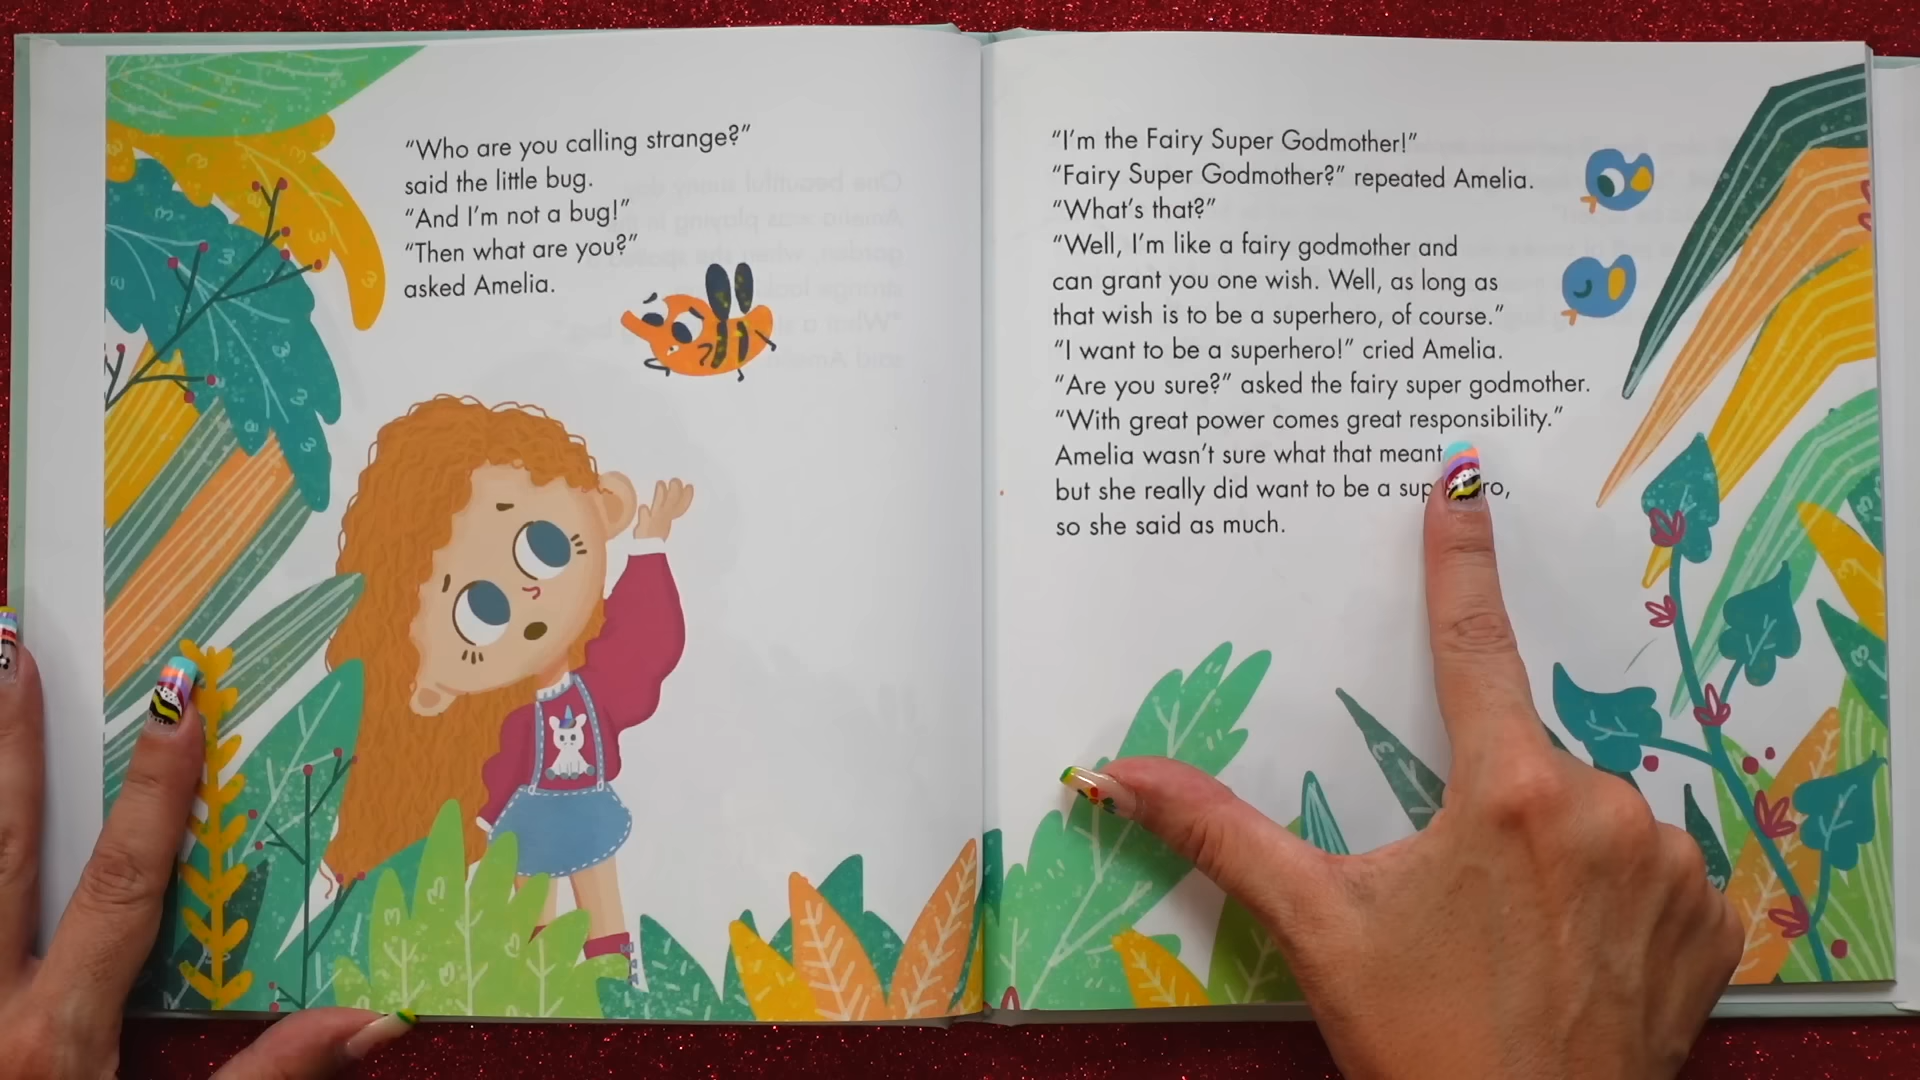 “Who are you calling strange?”
said the little bug.
“And I’m not a bug!”
“Then what are you?”
asked Amelia.
“I’m the Fairy Super Godmother!”
“Fairy Super Godmother?” repeated Amelia.
“What’s that?”
“Well, I’m like a fairy godmother and
can grant you one wish. Well, as long as
that wish is to be a superhero, of course.”
“I want to be a superhero!” cried Amelia.
“Are you sure?” asked the fairy super godmother.
“With great power comes great responsibility.”
Amelia wasn’t sure what that meant
but she really did want to be a
so she said as much.